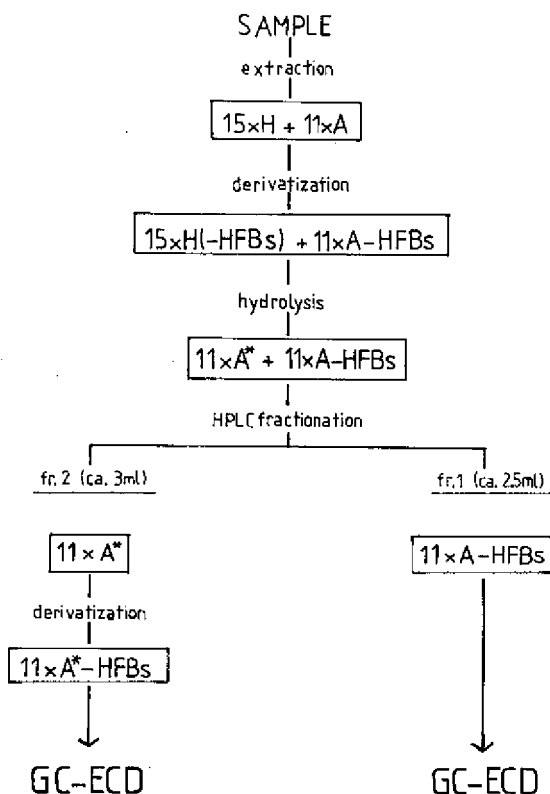 SAMPLE
extraction
15×H + 11×A
derivatization
15×H(-HFBs) + 11×A-HFBs
hydrolysis
11×A* + 11×A-HFBs
HPLC fractionation
fr. 2 (ca. 3ml)
fr. 1 (ca. 2.5ml)
11 × A*
11×A-HFBs
derivatization
11×A*-HFBs
GC-ECD
GC-ECD